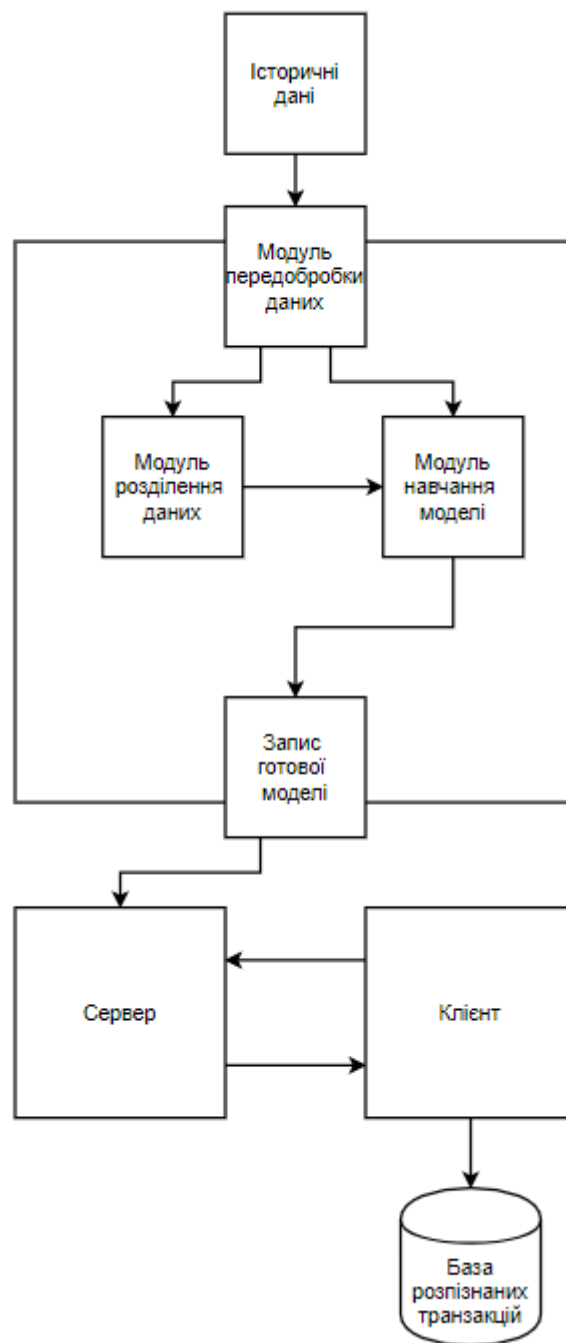 Історичні
дані
Модуль
передобробки
даних
Модуль
розділення
даних
Модуль
навчання
моделі
Запис
готової
моделі
Сервер
Клієнт
База
розпізнаних
транзакцій